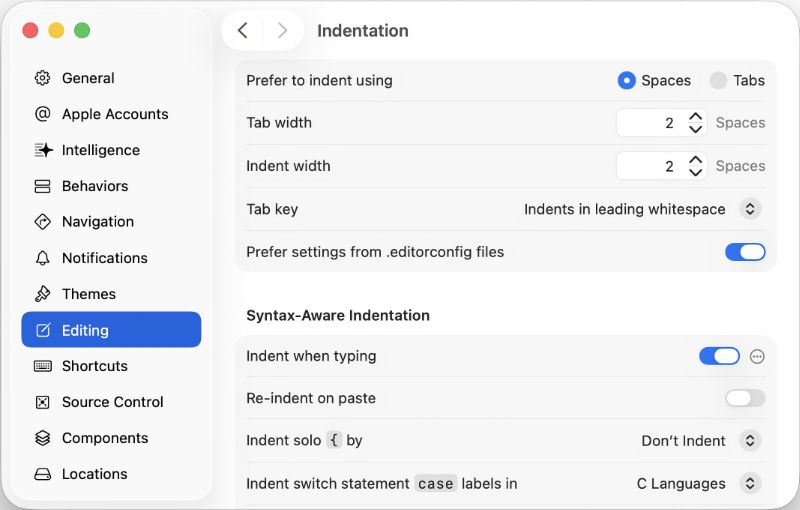 Indentation
General
Apple Accounts
Intelligence
Behaviors
Navigation
Notifications
Themes
Editing
Shortcuts
Source Control
Components
Locations
Prefer to indent using Spaces Tabs
Tab width 2 Spaces
Indent width 2 Spaces
Tab key Indents in leading whitespace
Prefer settings from .editorconfig files
Syntax-Aware Indentation
Indent when typing
Re-indent on paste
Indent solo { by Don’t Indent
Indent switch statement case labels in C Languages